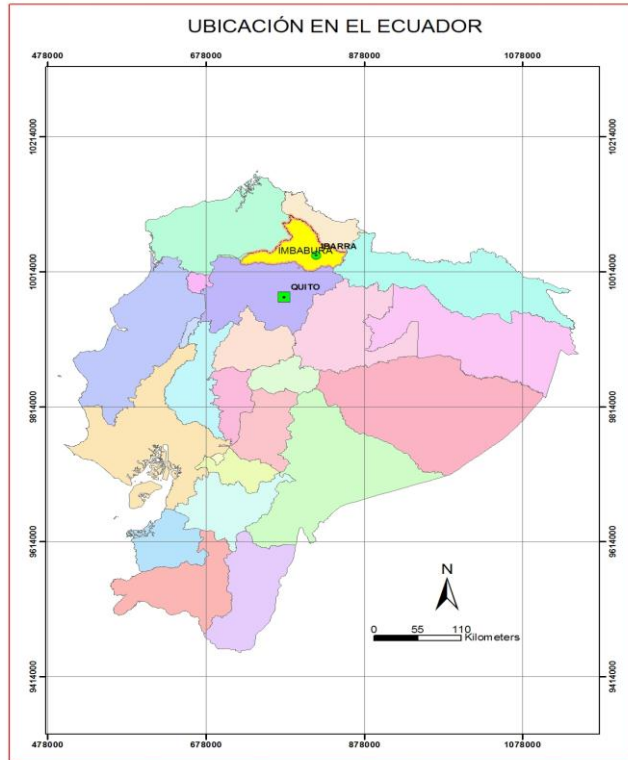 UBICACIÓN EN EL ECUADOR
478000 678000 878000 1078000
10214000 10214000
IBARRA
IMBABURA
10014000 10014000
QUITO
9814000 9814000
9614000 9614000
N
0 55 110
Kilometers
9414000 9414000
478000 678000 878000 1078000